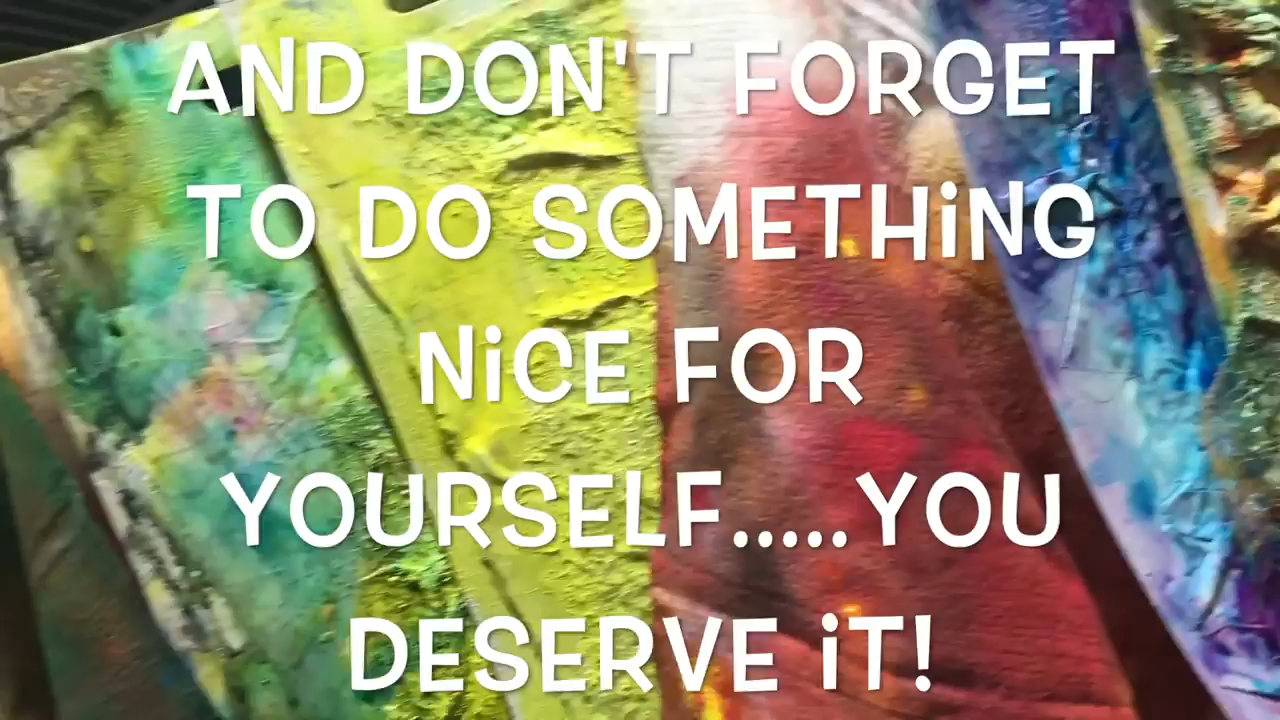 AND DON'T FORGET
TO DO SOMETHiNG
NiCE FOR
YOURSELF.....YOU
DESERVE iT!